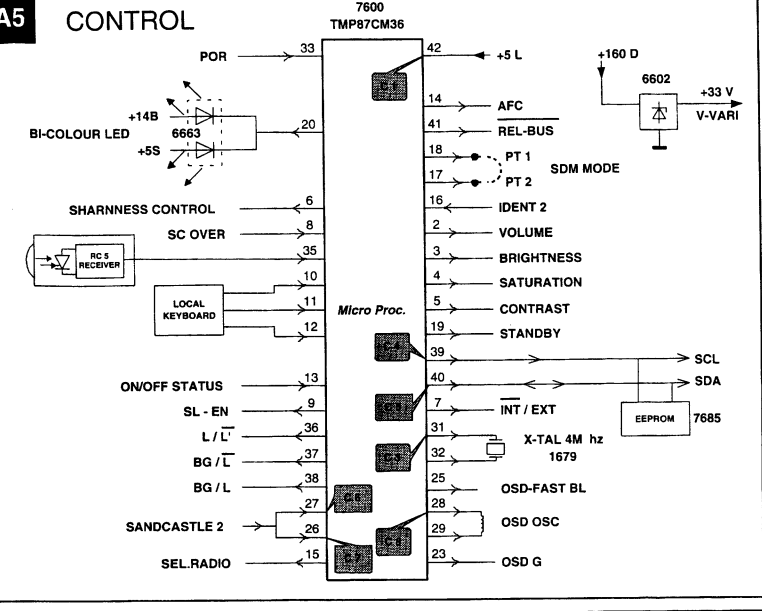 A5 CONTROL
7600
TMP87CM36
POR 33
+14B
BI-COLOUR LED 6663 20
+5S
SHARNNESS CONTROL 6
SC OVER 8
RC 5
RECEIVER 35
10
LOCAL
KEYBOARD 11
12
ON/OFF STATUS 13
SL - EN 9
L / L' 36
BG / L 37
BG / L 38
27
SANDCASTLE 2
26
SEL.RADIO 15
Micro Proc.
42 +5 L
14 AFC
41 REL-BUS
18 PT 1
SDM MODE
17 PT 2
16 IDENT 2
2 VOLUME
3 BRIGHTNESS
4 SATURATION
5 CONTRAST
19 STANDBY
39 SCL
40 SDA
7 INT / EXT
EEPROM 7685
31 X-TAL 4M hz
32 1679
25 OSD-FAST BL
28
OSD OSC
29
23 OSD G
+160 D
6602
+33 V
V-VARI